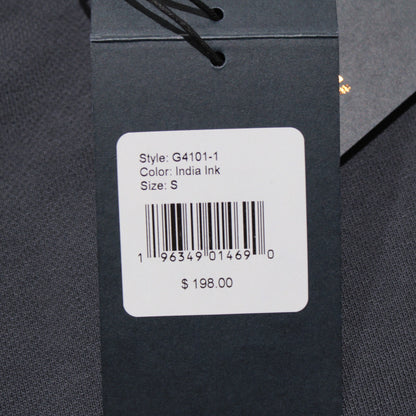 Style: G4101-1
Color: India Ink
Size: S
1 96349 01469 0
$ 198.00